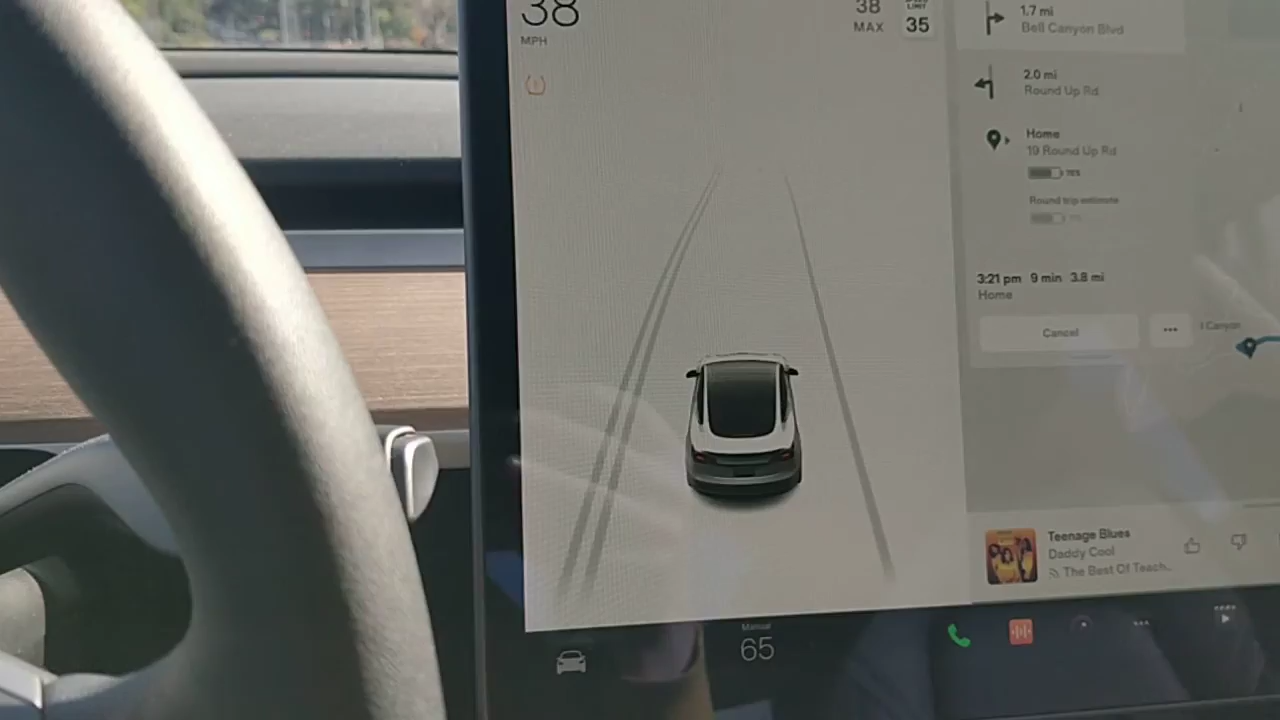 38
MPH
38
MAX
LIMIT
35
1.7 mi
Bell Canyon Blvd
2.0 mi
Round Up Rd
Home
19 Round Up Rd
Round trip estimate
3:21 pm 9 min 3.8 mi
Home
Cancel
Canyon
Teenage Blues
Daddy Cool
The Best Of Teach..
Manual
65